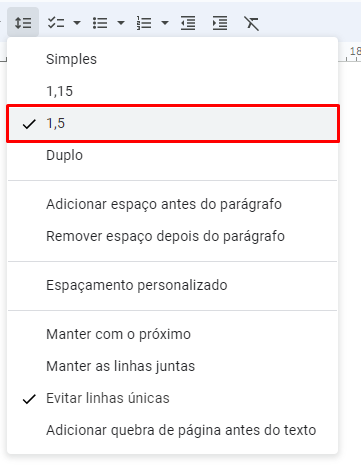 18
Simples
1,15
1,5
Duplo
Adicionar espaço antes do parágrafo
Remover espaço depois do parágrafo
Espaçamento personalizado
Manter com o próximo
Manter as linhas juntas
Evitar linhas únicas
Adicionar quebra de página antes do texto